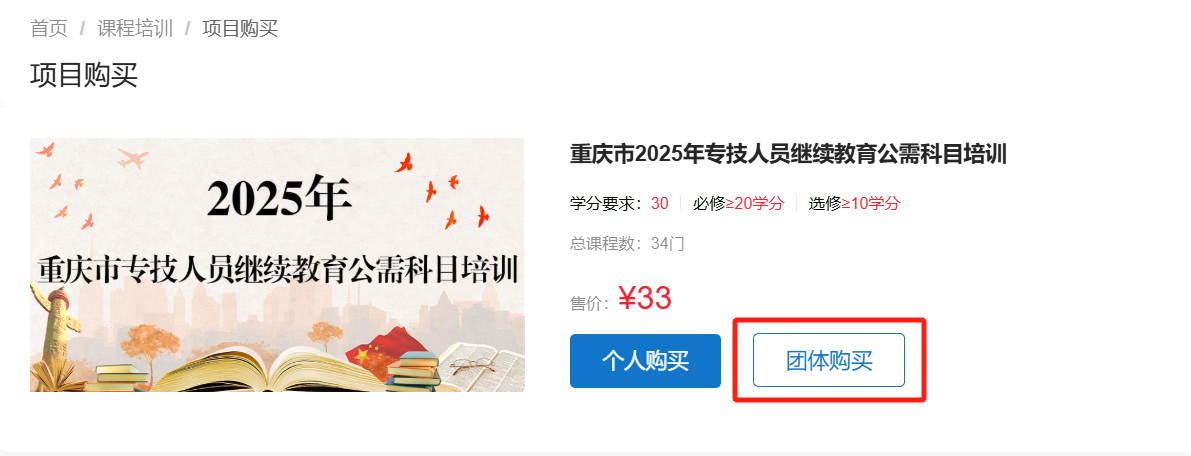 首页 / 课程培训 / 项目购买
项目购买
2025年
重庆市专技人员继续教育公需科目培训
重庆市2025年专技人员继续教育公需科目培训
学分要求：30 必修≥20学分 选修≥10学分
总课程数：34门
售价：¥33
个人购买 团体购买